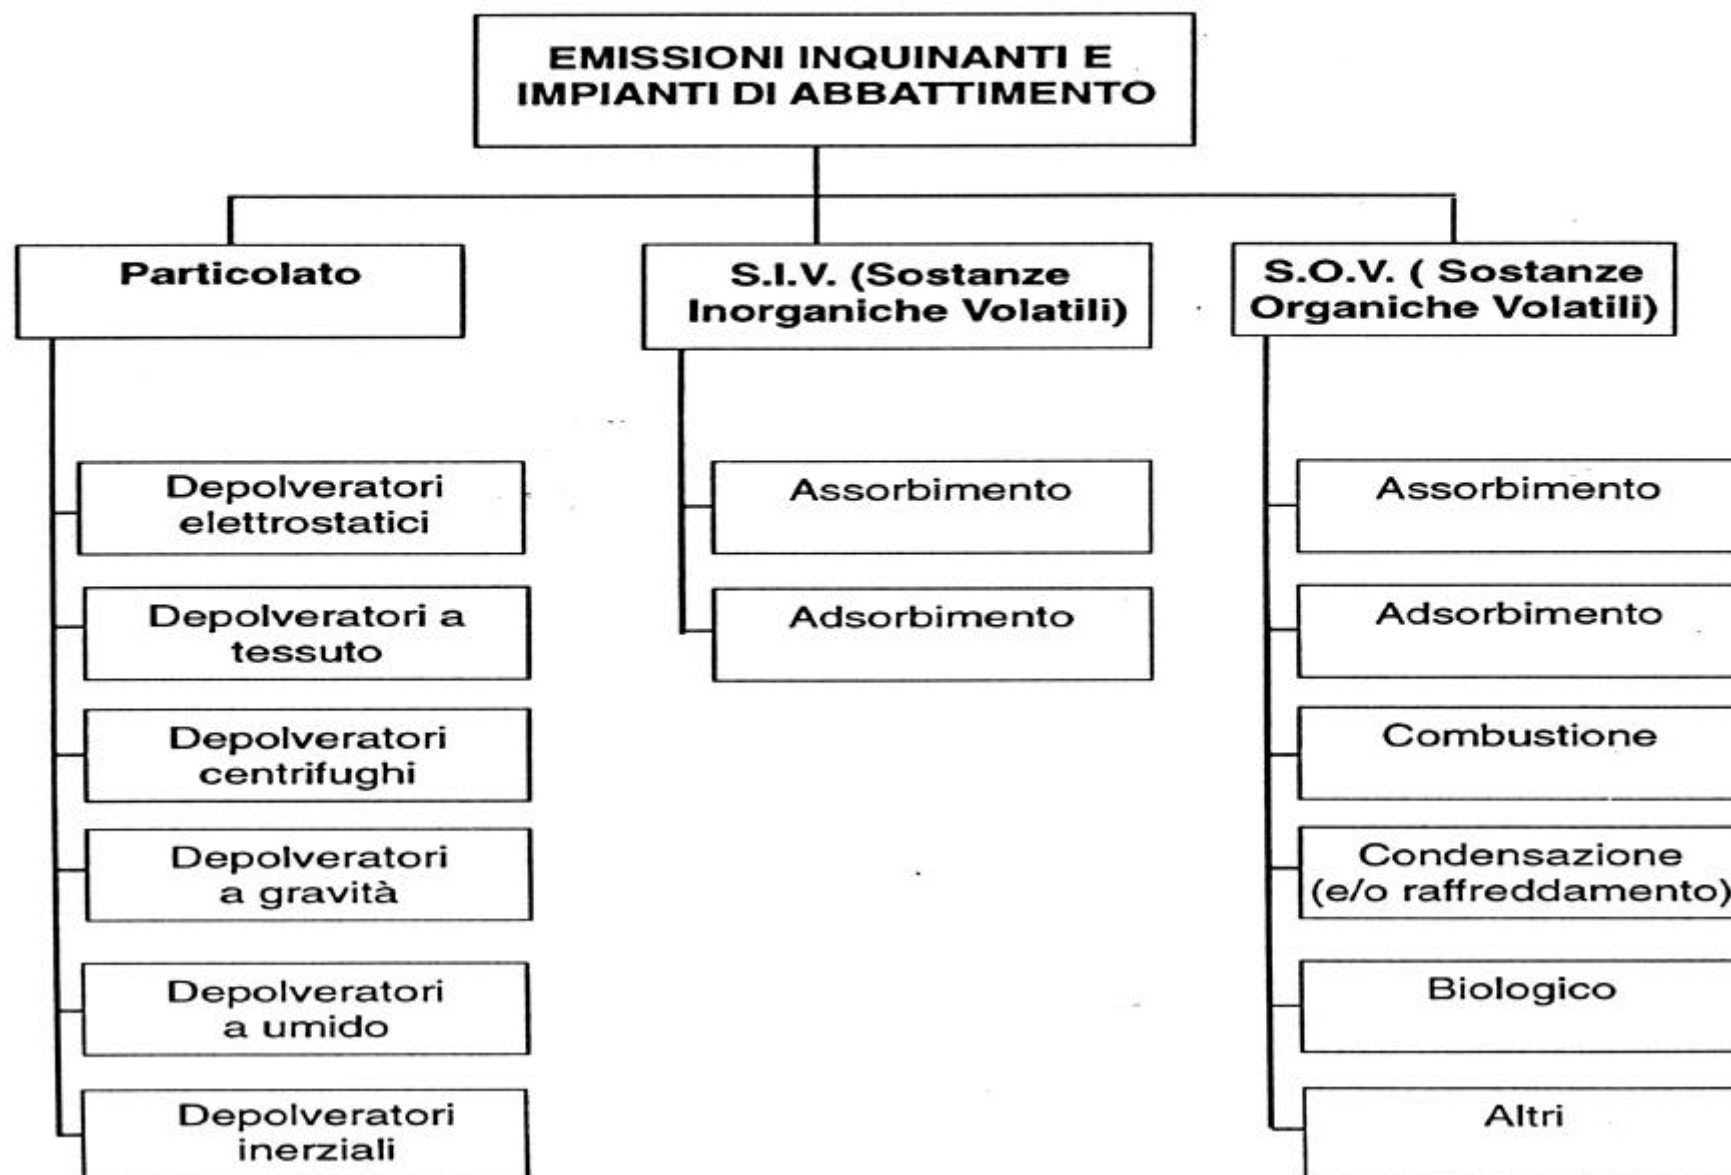 EMISSIONI INQUINANTI E
IMPIANTI DI ABBATTIMENTO
Particolato
S.I.V. (Sostanze
Inorganiche Volatili)
S.O.V. ( Sostanze
Organiche Volatili)
Depolveratori
elettrostatici
Depolveratori a
tessuto
Depolveratori
centrifughi
Depolveratori
a gravità
Depolveratori
a umido
Depolveratori
inerziali
Assorbimento
Adsorbimento
Assorbimento
Adsorbimento
Combustione
Condensazione
(e/o raffreddamento)
Biologico
Altri